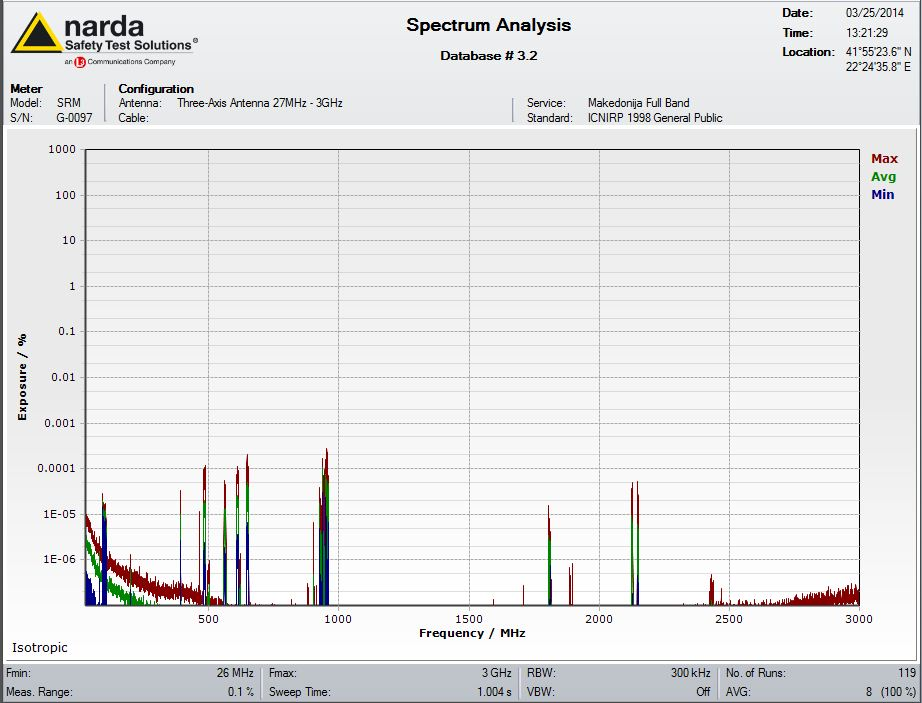 narda
Safety Test Solutions®
an L3 Communications Company
Spectrum Analysis
Database # 3.2
Date: 03/25/2014
Time: 13:21:29
Location: 41°55'23.6" N
22°24'35.8" E
Meter
Model: SRM
S/N: G-0097
Configuration
Antenna: Three-Axis Antenna 27MHz - 3GHz
Cable:
Service: Makedonija Full Band
Standard: ICNIRP 1998 General Public
Max
Avg
Min
1000
100
10
1
0.1
0.01
0.001
0.0001
1E-05
1E-06
Exposure / %
500 1000 1500 2000 2500 3000
Frequency / MHz
Isotropic
Fmin: 26 MHz Fmax: 3 GHz RBW: 300 kHz No. of Runs: 119
Meas. Range: 0.1 % Sweep Time: 1.004 s VBW: Off AVG: 8 (100 %)